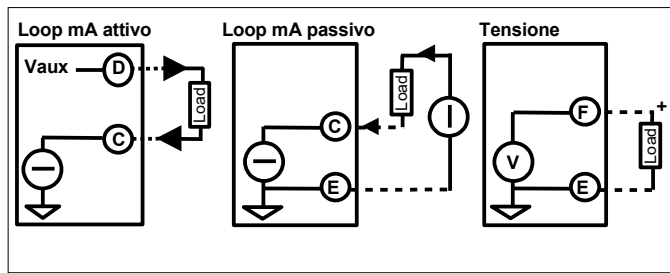 Loop mA attivo
Vaux
D
Load
C
Loop mA passivo
Load
C
E
Tensione
F
+
V
Load
E